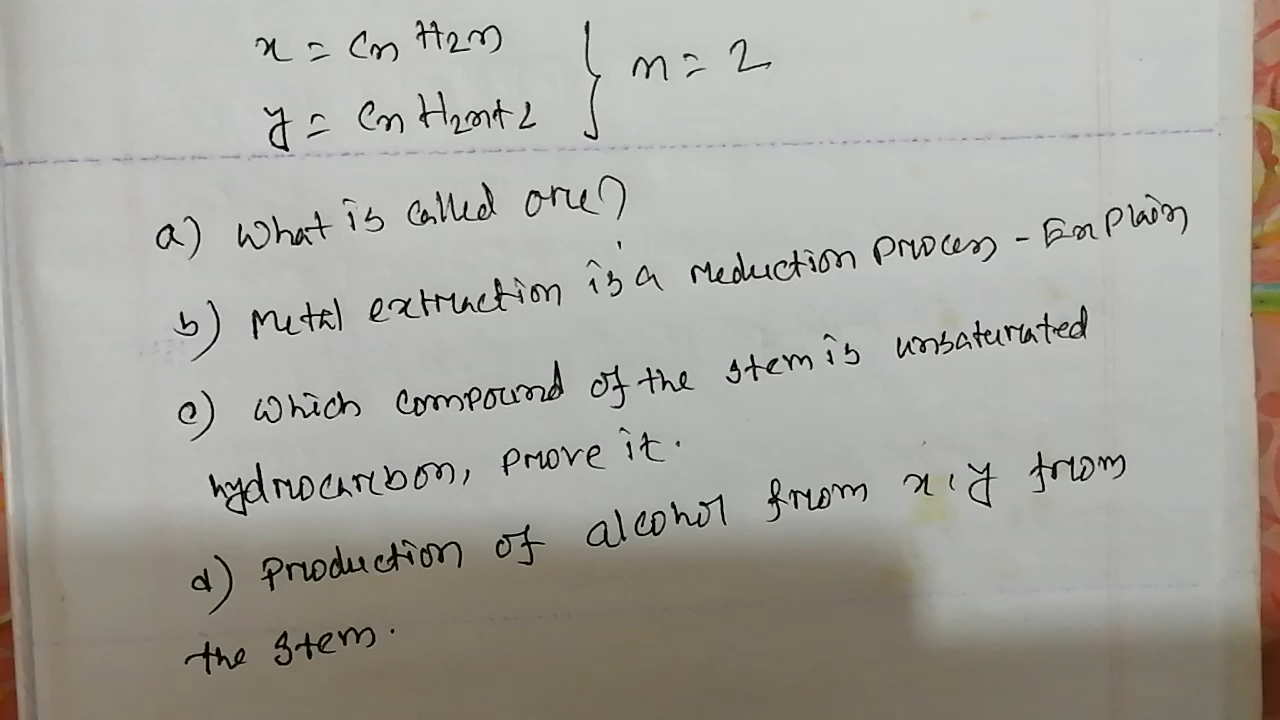 x = CnH2n } n = 2
y = CnH2n+2
a) What is called ore?
b) Metal extraction is a reduction process - Explain
c) Which compound of the stem is unsaturated
hydrocarbon, prove it.
d) Production of alcohol from x, y from
the stem.